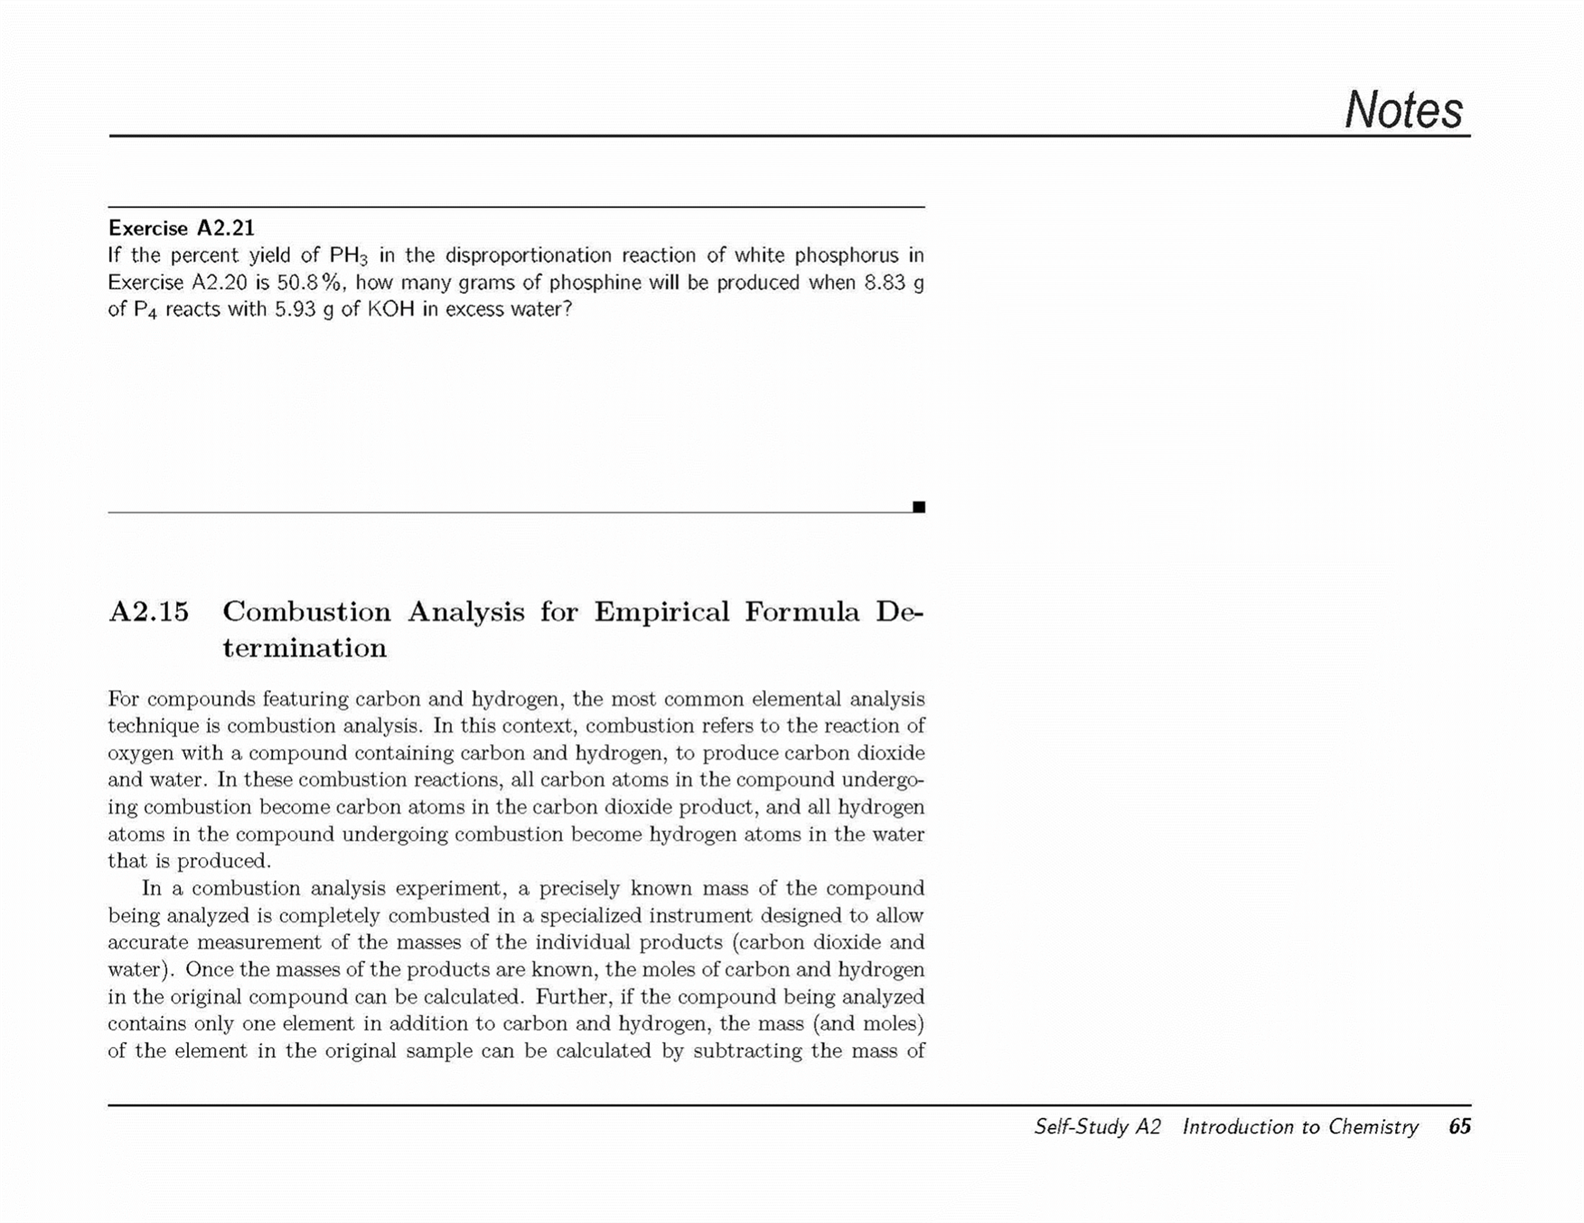 Notes
Exercise A2.21
If the percent yield of PH3 in the disproportionation reaction of white phosphorus in
Exercise A2.20 is 50.8%, how many grams of phosphine will be produced when 8.83 g
of P4 reacts with 5.93 g of KOH in excess water?
A2.15 Combustion Analysis for Empirical Formula De-
termination
For compounds featuring carbon and hydrogen, the most common elemental analysis
technique is combustion analysis. In this context, combustion refers to the reaction of
oxygen with a compound containing carbon and hydrogen, to produce carbon dioxide
and water. In these combustion reactions, all carbon atoms in the compound undergo-
ing combustion become carbon atoms in the carbon dioxide product, and all hydrogen
atoms in the compound undergoing combustion become hydrogen atoms in the water
that is produced.
In a combustion analysis experiment, a precisely known mass of the compound
being analyzed is completely combusted in a specialized instrument designed to allow
accurate measurement of the masses of the individual products (carbon dioxide and
water). Once the masses of the products are known, the moles of carbon and hydrogen
in the original compound can be calculated. Further, if the compound being analyzed
contains only one element in addition to carbon and hydrogen, the mass (and moles)
of the element in the original sample can be calculated by subtracting the mass of
Self-Study A2 Introduction to Chemistry 65